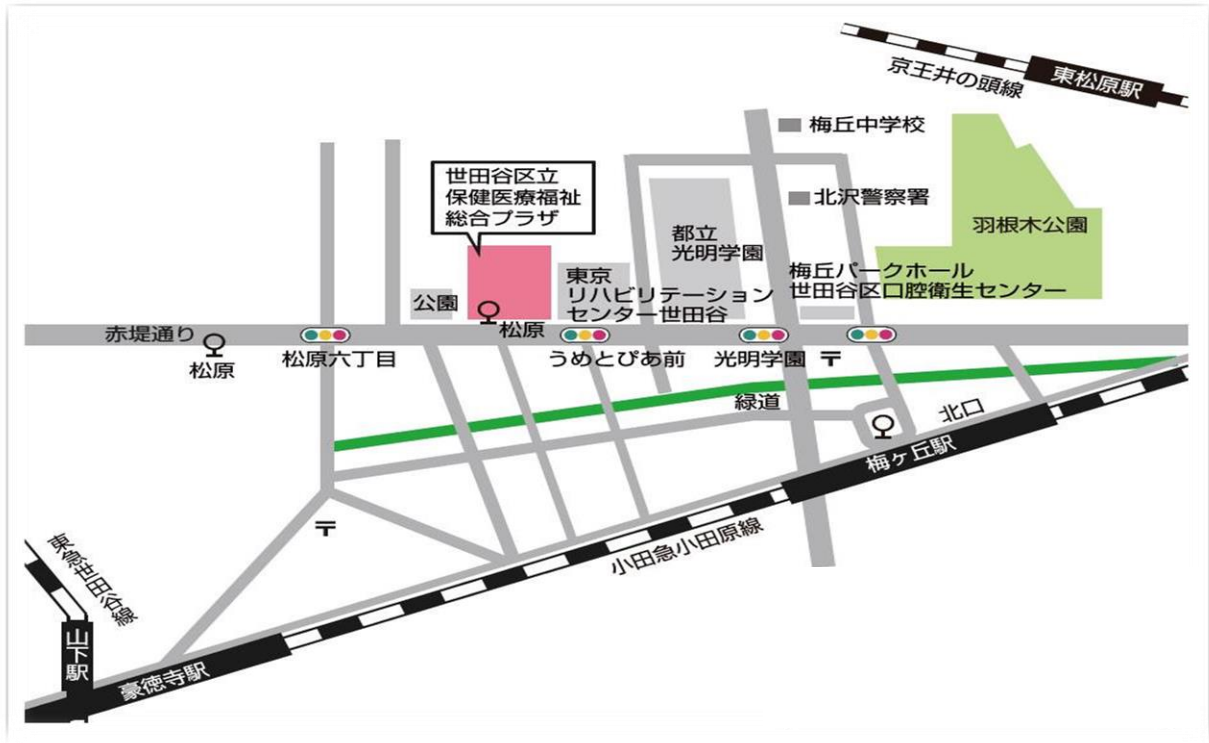 東松原駅
京王井の頭線
梅丘中学校
世田谷区立
保健医療福祉
総合プラザ
北沢警察署
羽根木公園
都立
光明学園
東京
リハビリテーション
センター世田谷
梅丘パークホール
世田谷区口腔衛生センター
公園
松原
赤堤通り
松原
松原六丁目
うめとぴあ前
光明学園
〒
緑道
北口
梅ヶ丘駅
〒
小田急小田原線
東急世田谷線
山下駅
豪徳寺駅